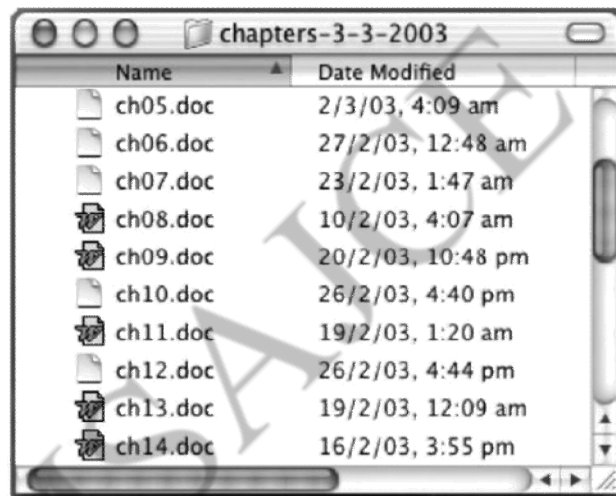 chapters-3-3-2003
Name Date Modified
ch05.doc 2/3/03, 4:09 am
ch06.doc 27/2/03, 12:48 am
ch07.doc 23/2/03, 1:47 am
ch08.doc 10/2/03, 4:07 am
ch09.doc 20/2/03, 10:48 pm
ch10.doc 26/2/03, 4:40 pm
ch11.doc 19/2/03, 1:20 am
ch12.doc 26/2/03, 4:44 pm
ch13.doc 19/2/03, 12:09 am
ch14.doc 16/2/03, 3:55 pm
SAJCE